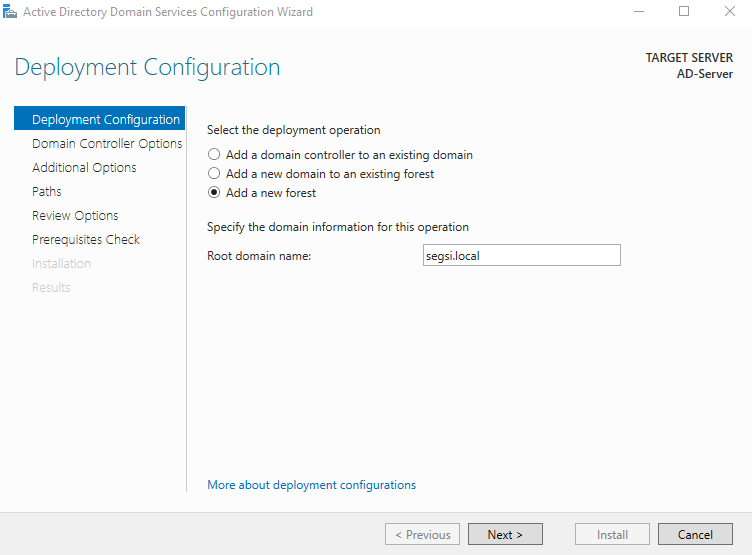 Active Directory Domain Services Configuration Wizard
Deployment Configuration
TARGET SERVER
AD-Server
Deployment Configuration
Domain Controller Options
Additional Options
Paths
Review Options
Prerequisites Check
Installation
Results
Select the deployment operation
Add a domain controller to an existing domain
Add a new domain to an existing forest
Add a new forest
Specify the domain information for this operation
Root domain name:
segsi.local
More about deployment configurations
< Previous
Next >
Install
Cancel